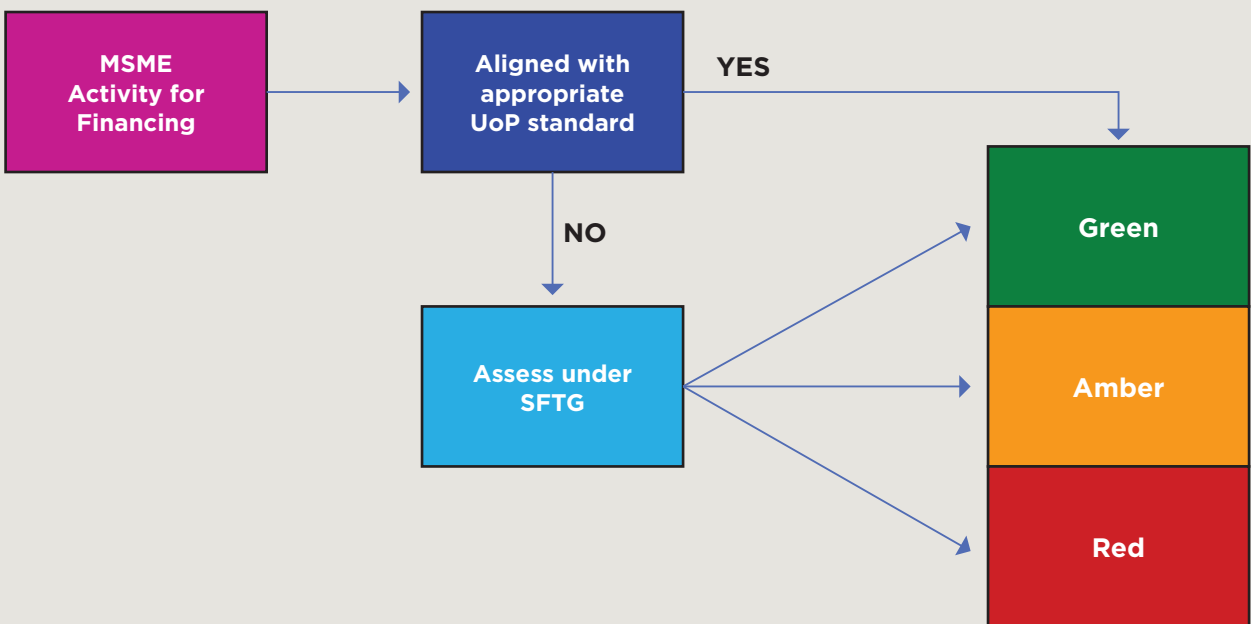 MSME
Activity for
Financing
Aligned with
appropriate
UoP standard
YES
NO
Assess under
SFTG
Green
Amber
Red